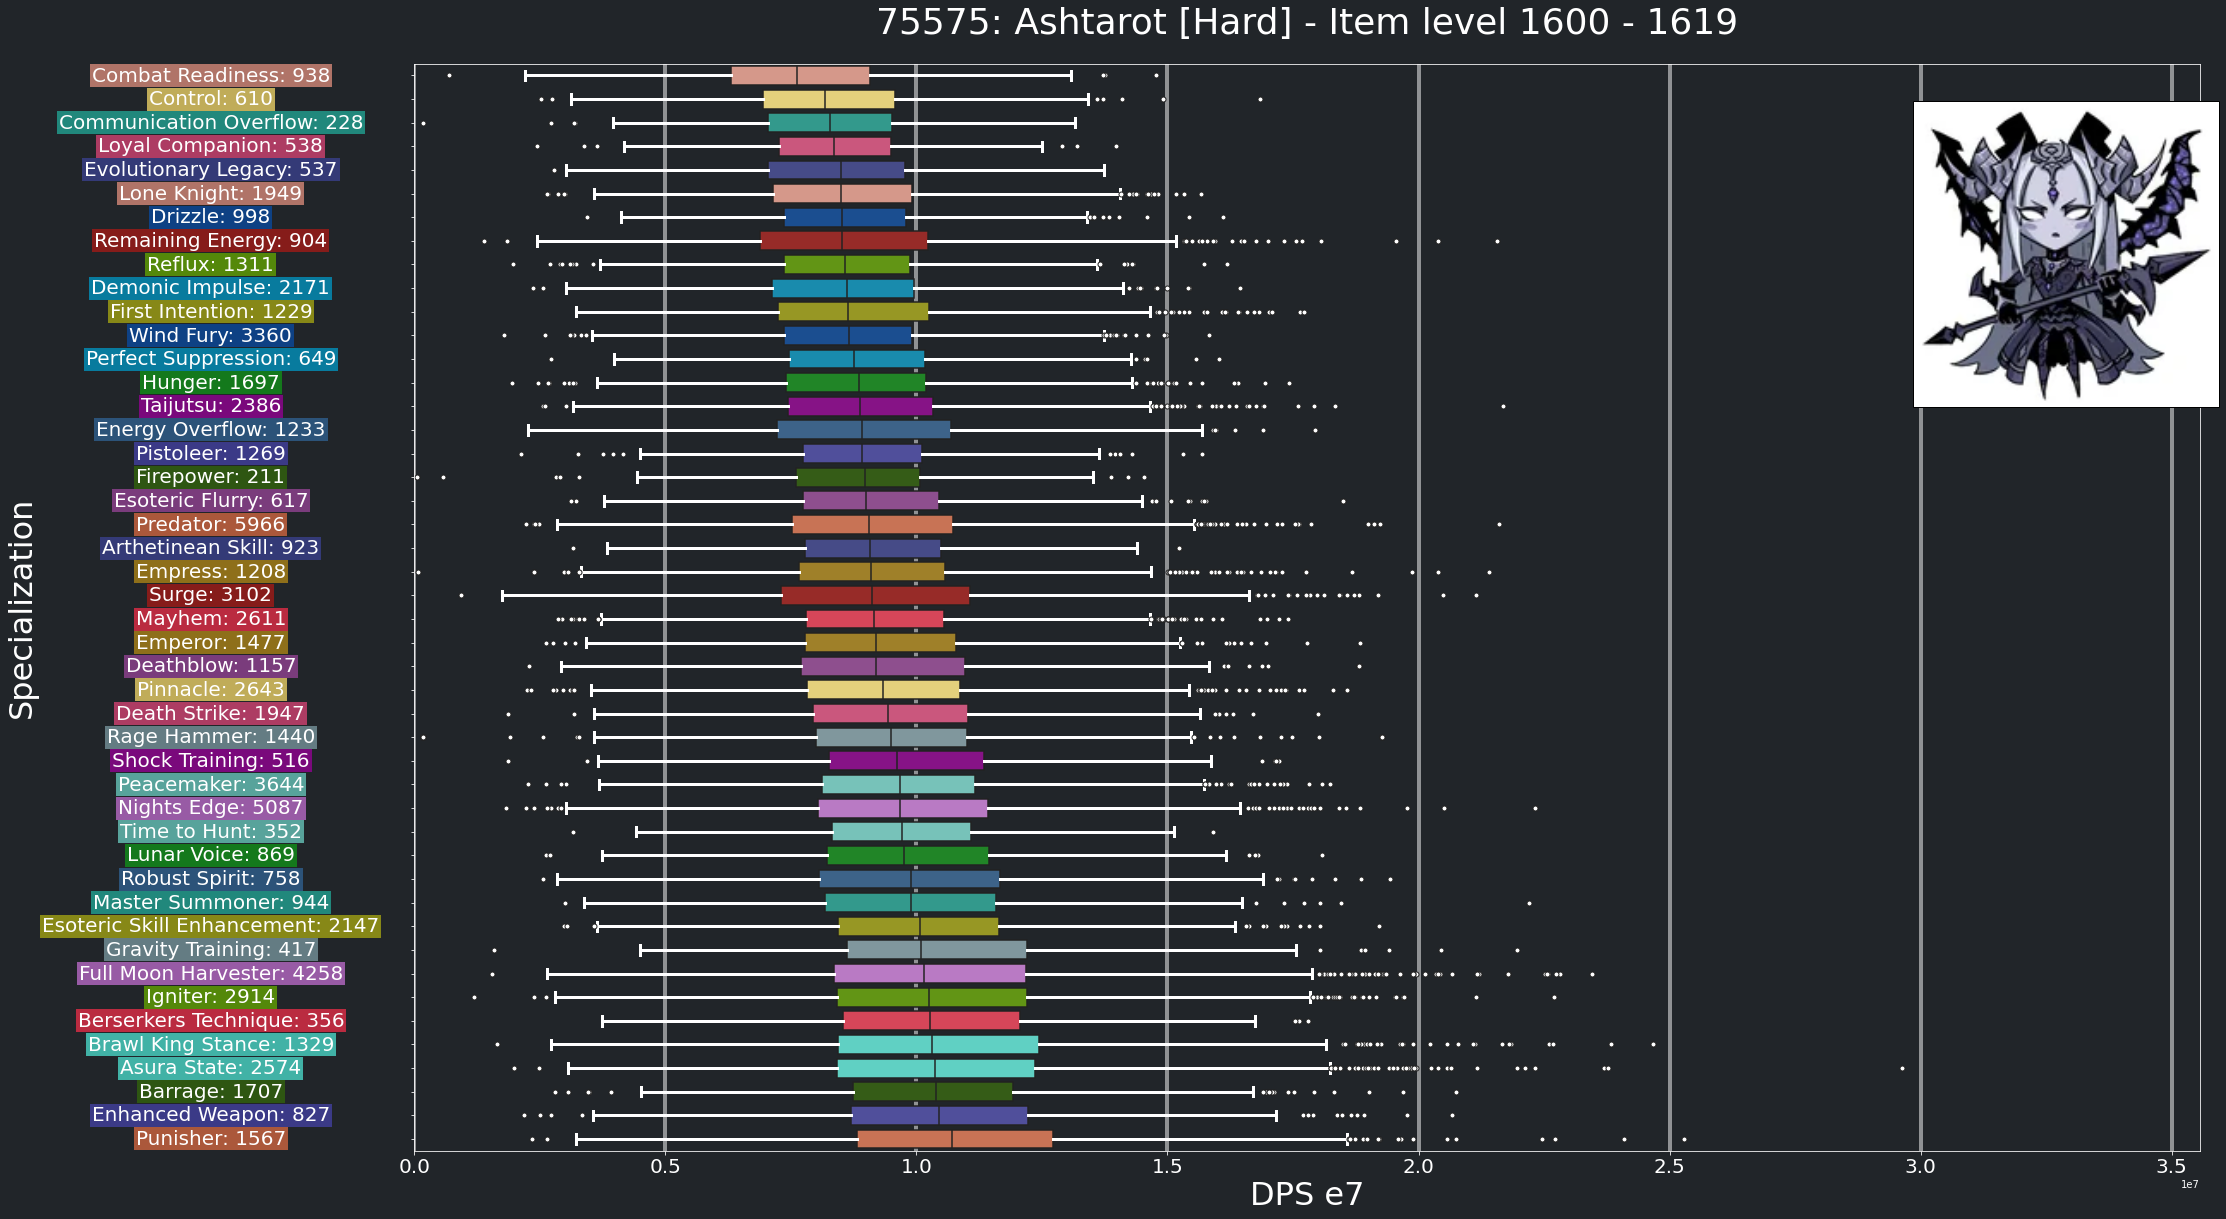 75575: Ashtarot [Hard] - Item level 1600 - 1619
Specialization
Combat Readiness: 938
Control: 610
Communication Overflow: 228
Loyal Companion: 538
Evolutionary Legacy: 537
Lone Knight: 1949
Drizzle: 998
Remaining Energy: 904
Reflux: 1311
Demonic Impulse: 2171
First Intention: 1229
Wind Fury: 3360
Perfect Suppression: 649
Hunger: 1697
Taijutsu: 2386
Energy Overflow: 1233
Pistoleer: 1269
Firepower: 211
Esoteric Flurry: 617
Predator: 5966
Arthetinean Skill: 923
Empress: 1208
Surge: 3102
Mayhem: 2611
Emperor: 1477
Deathblow: 1157
Pinnacle: 2643
Death Strike: 1947
Rage Hammer: 1440
Shock Training: 516
Peacemaker: 3644
Nights Edge: 5087
Time to Hunt: 352
Lunar Voice: 869
Robust Spirit: 758
Master Summoner: 944
Esoteric Skill Enhancement: 2147
Gravity Training: 417
Full Moon Harvester: 4258
Igniter: 2914
Berserkers Technique: 356
Brawl King Stance: 1329
Asura State: 2574
Barrage: 1707
Enhanced Weapon: 827
Punisher: 1567
0.0 0.5 1.0 1.5 2.0 2.5 3.0 3.5
1e7
DPS e7